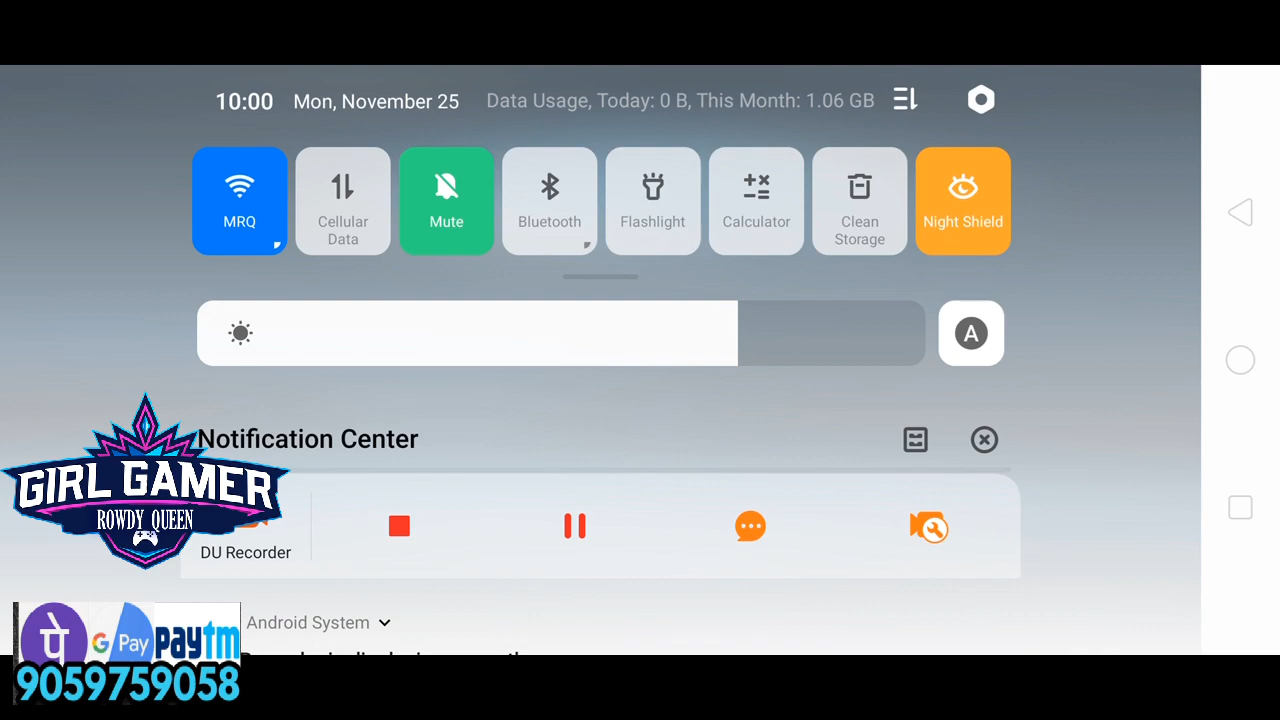 10:00 Mon, November 25 Data Usage, Today: 0 B, This Month: 1.06 GB
MRQ
Cellular Data
Mute
Bluetooth
Flashlight
Calculator
Clean Storage
Night Shield
A
Notification Center
GIRL GAMER
ROWDY QUEEN
DU Recorder
Android System
पे G Pay paytm
9059759058